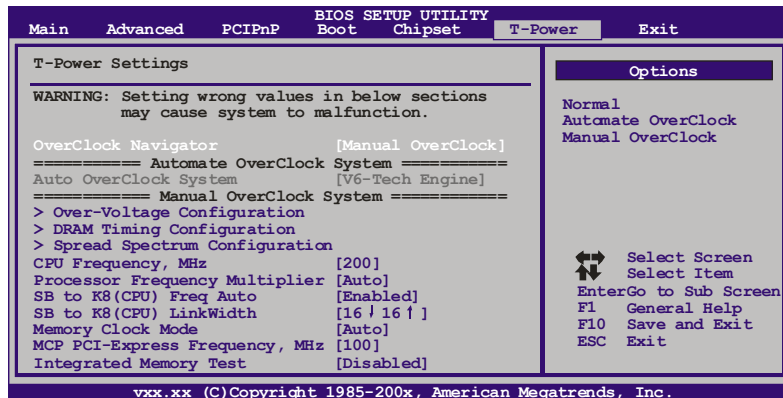 BIOS SETUP UTILITY
Main Advanced PCIPnP Boot Chipset T-Power Exit
T-Power Settings
WARNING: Setting wrong values in below sections
may cause system to malfunction.
OverClock Navigator [Manual OverClock]
=========== Automate OverClock System ===========
Auto OverClock System [V6-Tech Engine]
============ Manual OverClock System ============
> Over-Voltage Configuration
> DRAM Timing Configuration
> Spread Spectrum Configuration
CPU Frequency, MHz [200]
Processor Frequency Multiplier [Auto]
SB to K8(CPU) Freq Auto [Enabled]
SB to K8(CPU) LinkWidth [16 ↓ 16 ↑ ]
Memory Clock Mode [Auto]
MCP PCI-Express Frequency, MHz [100]
Integrated Memory Test [Disabled]
Options
Normal
Automate OverClock
Manual OverClock
Select Screen
Select Item
EnterGo to Sub Screen
F1 General Help
F10 Save and Exit
ESC Exit
vxx.xx (C)Copyright 1985-200x, American Megatrends, Inc.